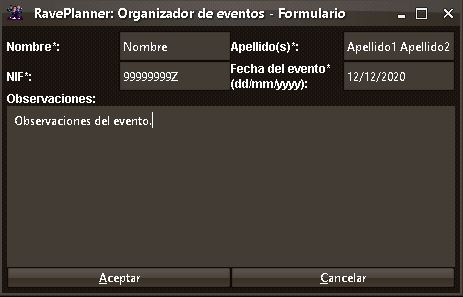 RavePlanner: Organizador de eventos - Formulario
Nombre*: Nombre Apellido(s)*: Apellido1 Apellido2
NIF*: 99999999Z Fecha del evento* (dd/mm/yyyy): 12/12/2020
Observaciones:
Observaciones del evento.
Aceptar Cancelar